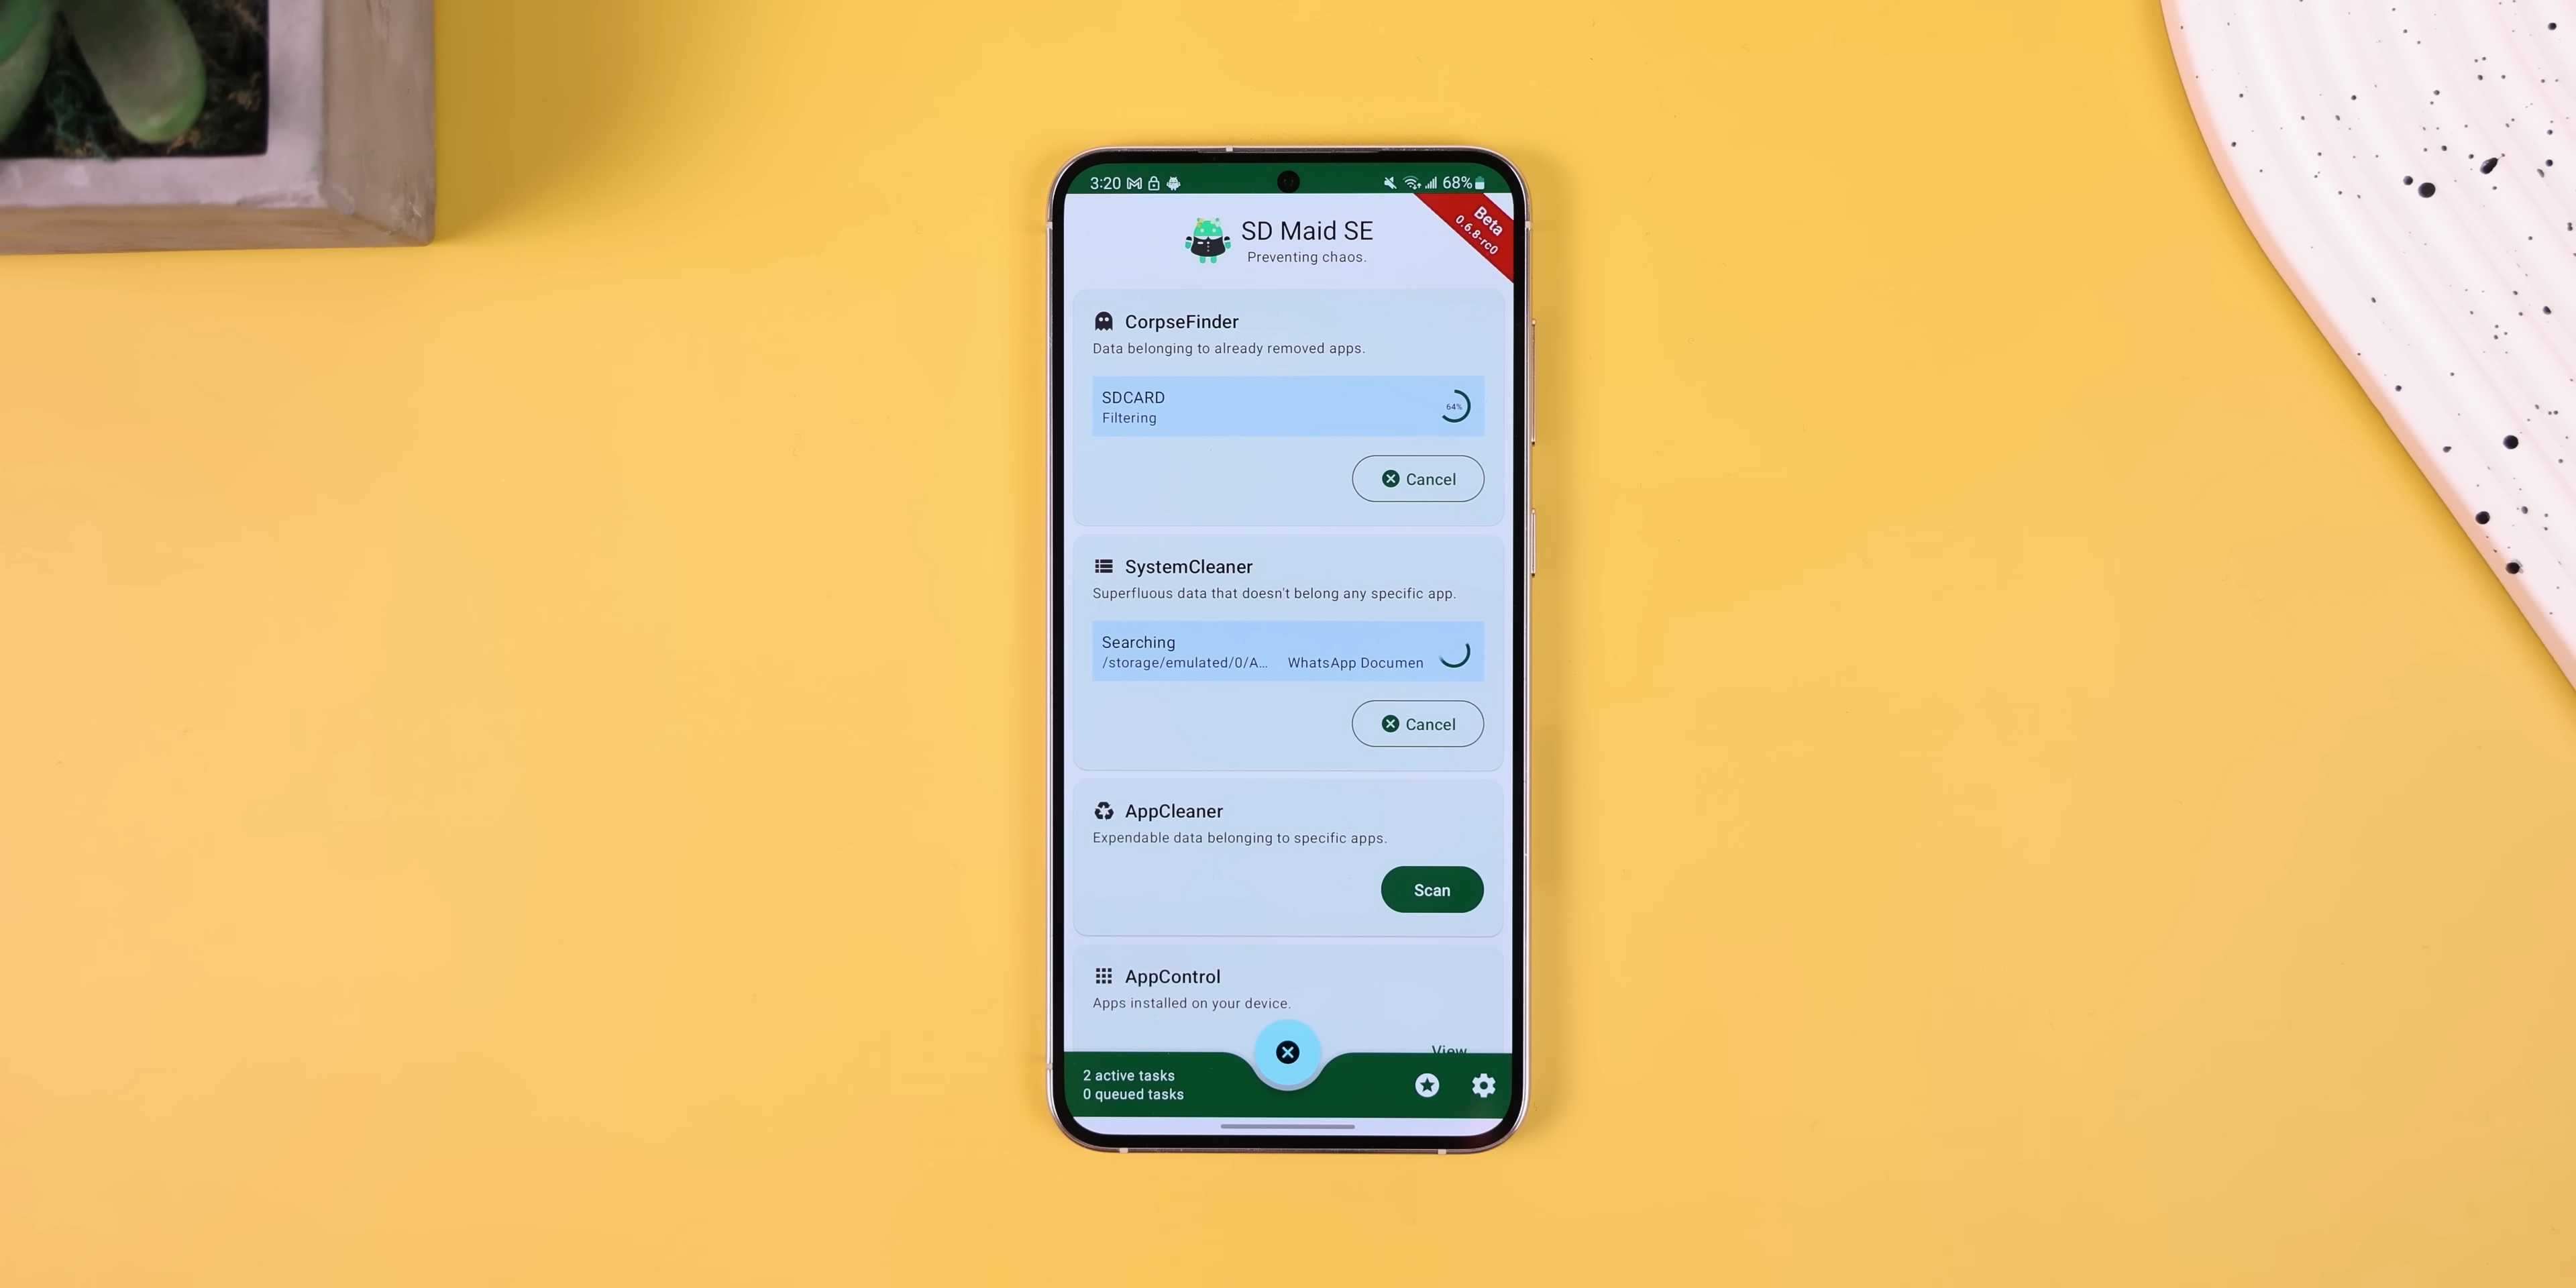 3:20
68%
Beta
0.6.8-rc0
SD Maid SE
Preventing chaos.
CorpseFinder
Data belonging to already removed apps.
SDCARD
64%
Filtering
Cancel
SystemCleaner
Superfluous data that doesn't belong any specific app.
Searching
/storage/emulated/0/A... WhatsApp Documen
Cancel
AppCleaner
Expendable data belonging to specific apps.
Scan
AppControl
Apps installed on your device.
View
2 active tasks
0 queued tasks